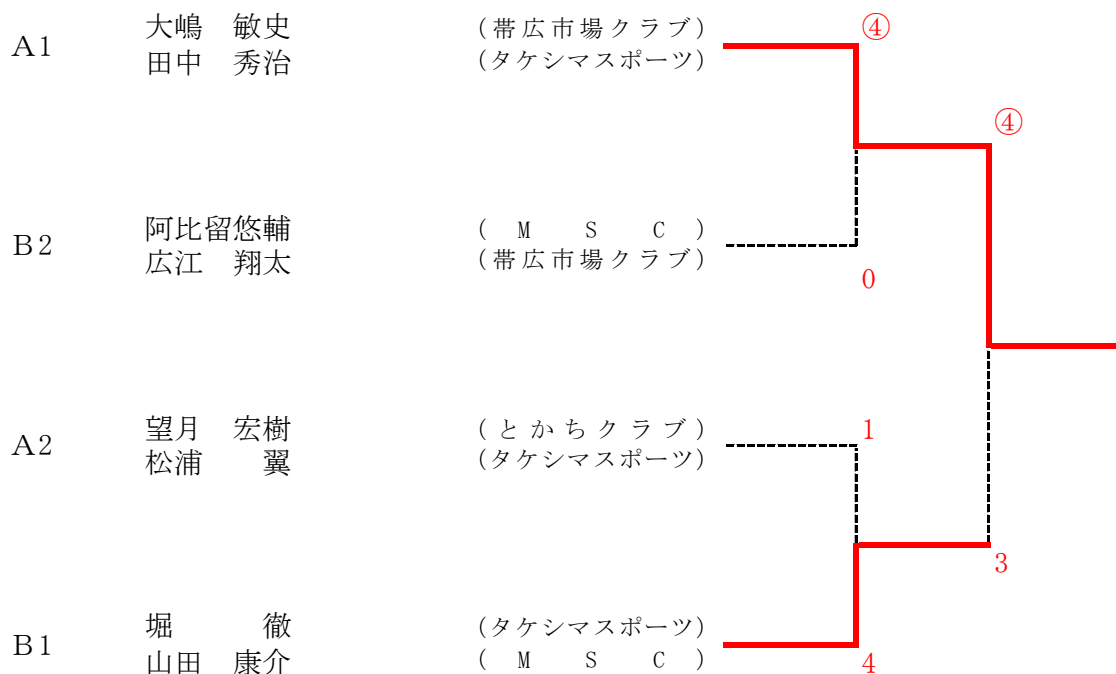 ④
A1 大嶋　敏史 (帯広市場クラブ)
田中　秀治 (タケシマスポーツ)
④
B2 阿比留悠輔 (　M　S　C　)
広江　翔太 (帯広市場クラブ)
0
A2 望月　宏樹 (とかちクラブ) 1
松浦　　翼 (タケシマスポーツ)
3
B1 堀　　　徹 (タケシマスポーツ)
山田　康介 (　M　S　C　) 4